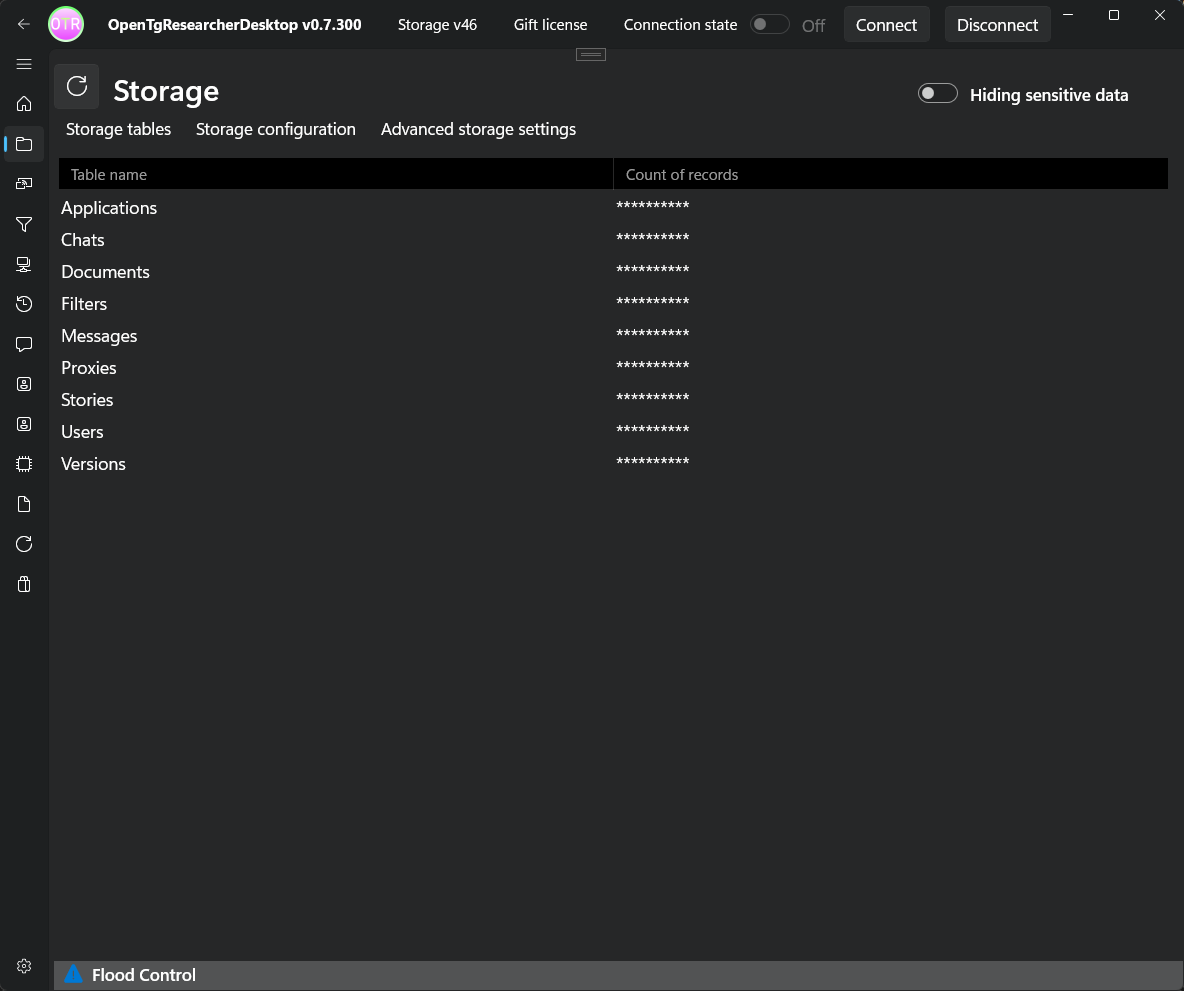 OTR OpenTgResearcherDesktop v0.7.300 Storage v46 Gift license Connection state Off Connect Disconnect
Storage Hiding sensitive data
Storage tables Storage configuration Advanced storage settings
Table name Count of records
Applications **********
Chats **********
Documents **********
Filters **********
Messages **********
Proxies **********
Stories **********
Users **********
Versions **********
Flood Control